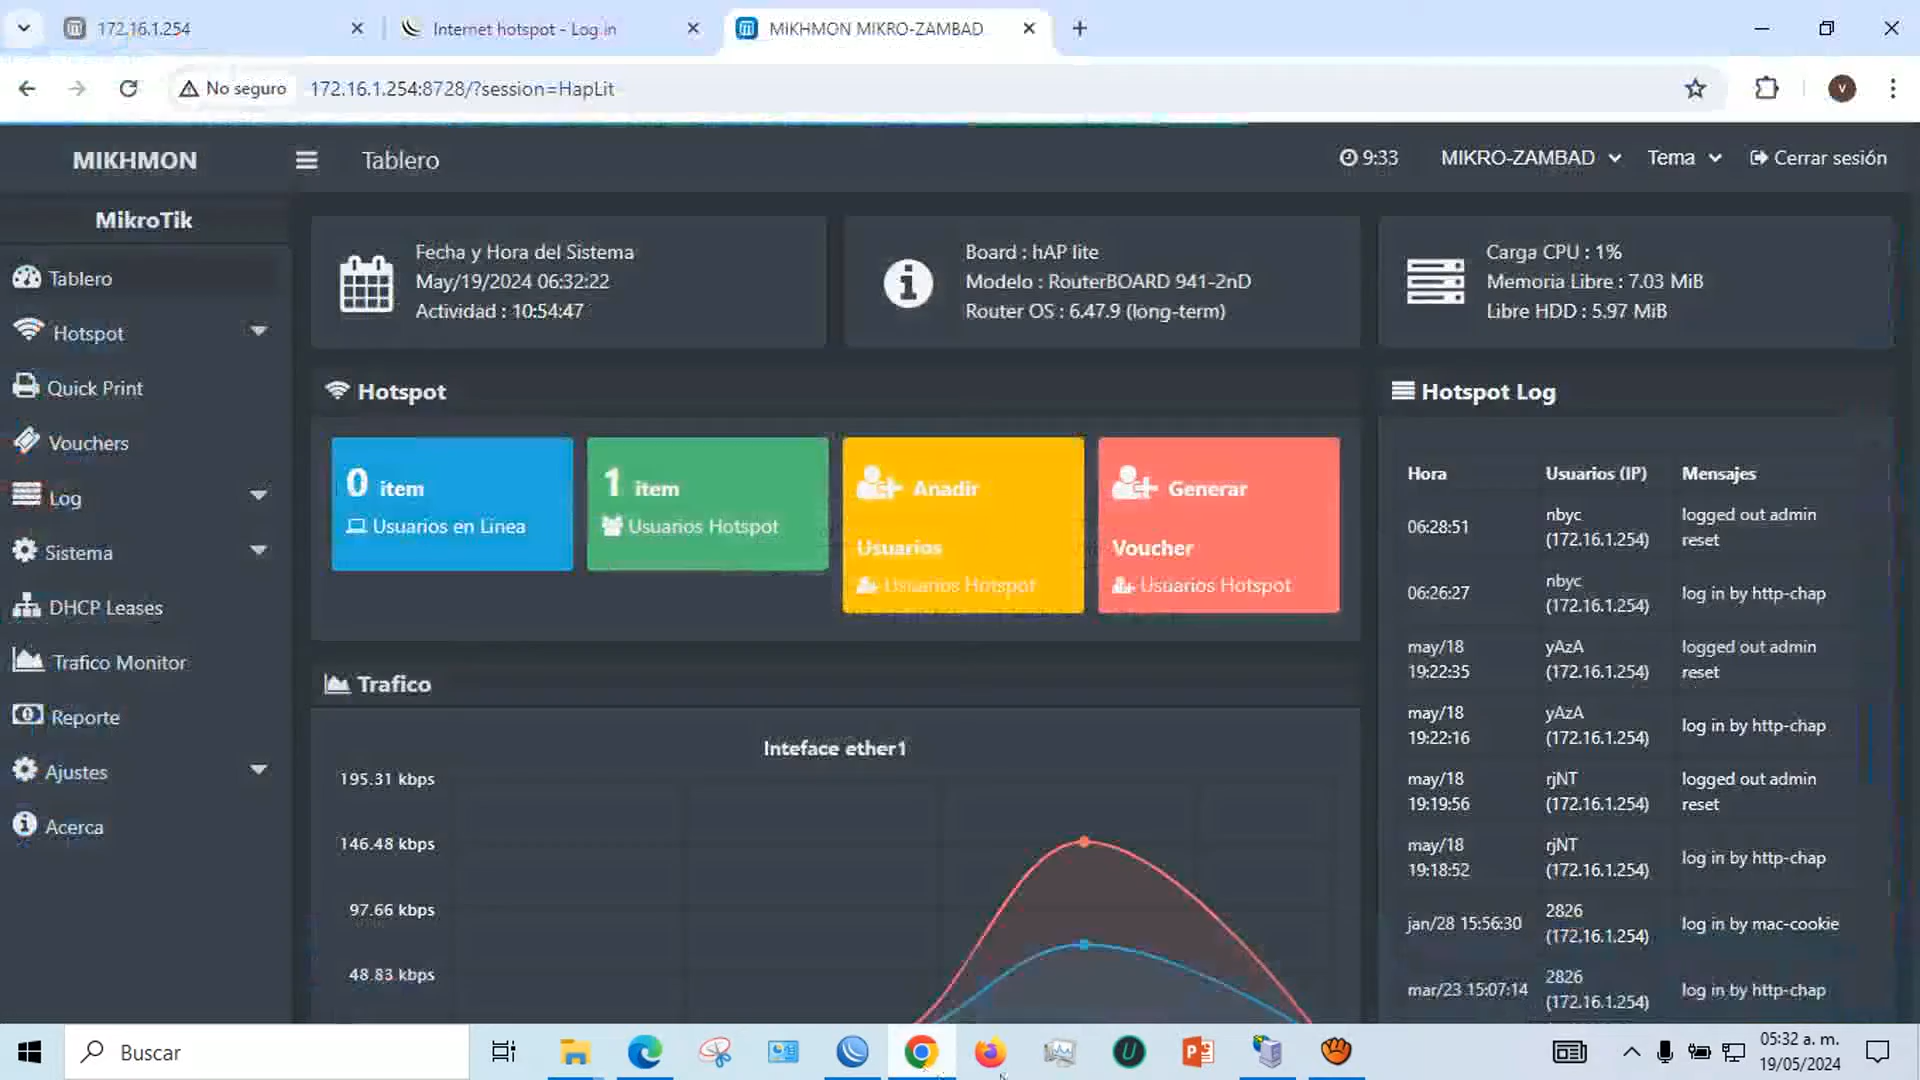 172.16.1.254
Internet hotspot - Log in
MIKHMON MIKRO-ZAMBAD
No seguro
172.16.1.254:8728/?session=HapLit
V
MIKHMON
Tablero
9:33
MIKRO-ZAMBAD
Tema
Cerrar sesión
MikroTik
Tablero
Hotspot
Quick Print
Vouchers
Log
Sistema
DHCP Leases
Trafico Monitor
Reporte
Ajustes
Acerca
Fecha y Hora del Sistema
May/19/2024 06:32:22
Actividad : 10:54:47
Board : hAP lite
Modelo : RouterBOARD 941-2nD
Router OS : 6.47.9 (long-term)
Carga CPU : 1%
Memoria Libre : 7.03 MiB
Libre HDD : 5.97 MiB
Hotspot
0 item
Usuarios en Linea
1 item
Usuarios Hotspot
Anadir
Usuarios
Usuarios Hotspot
Generar
Voucher
Usuarios Hotspot
Trafico
Inteface ether1
195.31 kbps
146.48 kbps
97.66 kbps
48.83 kbps
Hotspot Log
Hora Usuarios (IP) Mensajes
06:28:51 nbyc (172.16.1.254) logged out admin reset
06:26:27 nbyc (172.16.1.254) log in by http-chap
may/18 19:22:35 yAzA (172.16.1.254) logged out admin reset
may/18 19:22:16 yAzA (172.16.1.254) log in by http-chap
may/18 19:19:56 rjNT (172.16.1.254) logged out admin reset
may/18 19:18:52 rjNT (172.16.1.254) log in by http-chap
jan/28 15:56:30 2826 (172.16.1.254) log in by mac-cookie
mar/23 15:07:14 2826 (172.16.1.254) log in by http-chap
Buscar
05:32 a. m.
19/05/2024